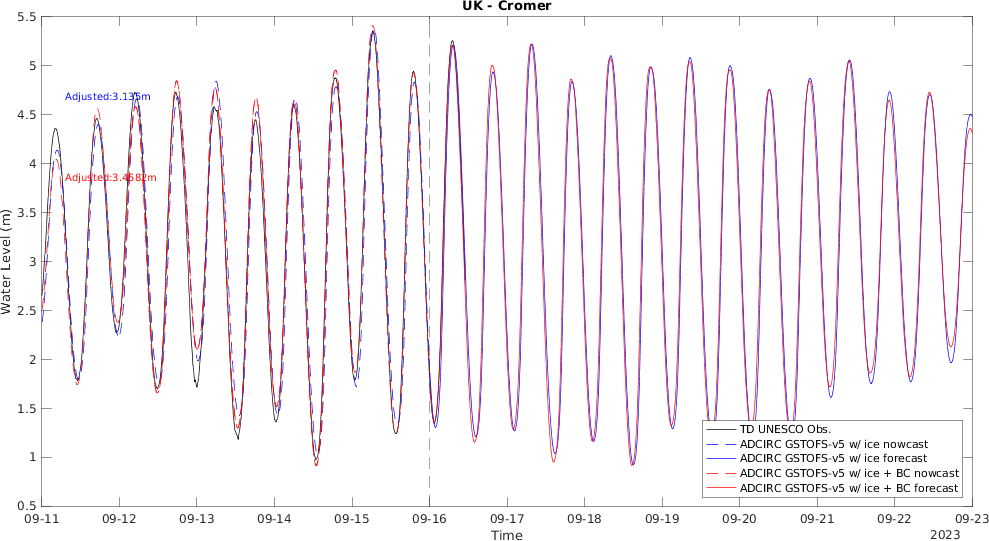 UK - Cromer
5.5
5
4.5
4
3.5
3
2.5
2
1.5
1
0.5
Water Level (m)
Adjusted:3.135m
Adjusted:3.4582m
TD UNESCO Obs.
ADCIRC GSTOFS-v5 w/ ice nowcast
ADCIRC GSTOFS-v5 w/ ice forecast
ADCIRC GSTOFS-v5 w/ ice + BC nowcast
ADCIRC GSTOFS-v5 w/ ice + BC forecast
09-11 09-12 09-13 09-14 09-15 09-16 09-17 09-18 09-19 09-20 09-21 09-22 09-23
Time
2023